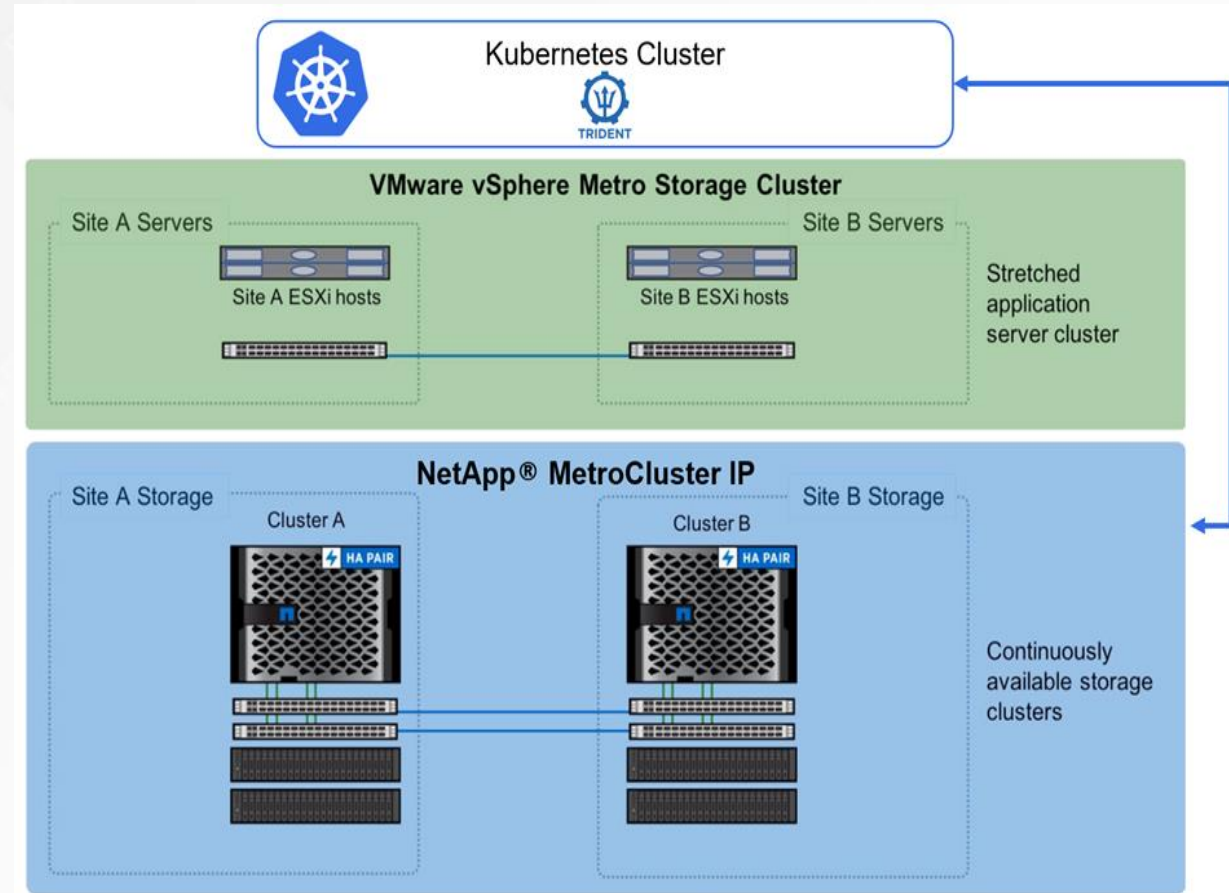 Kubernetes Cluster
TRIDENT
VMware vSphere Metro Storage Cluster
Site A Servers
Site B Servers
Site A ESXi hosts
Site B ESXi hosts
Stretched
application
server cluster
NetApp® MetroCluster IP
Site A Storage
Site B Storage
Cluster A
Cluster B
HA PAIR
HA PAIR
Continuously
available storage
clusters